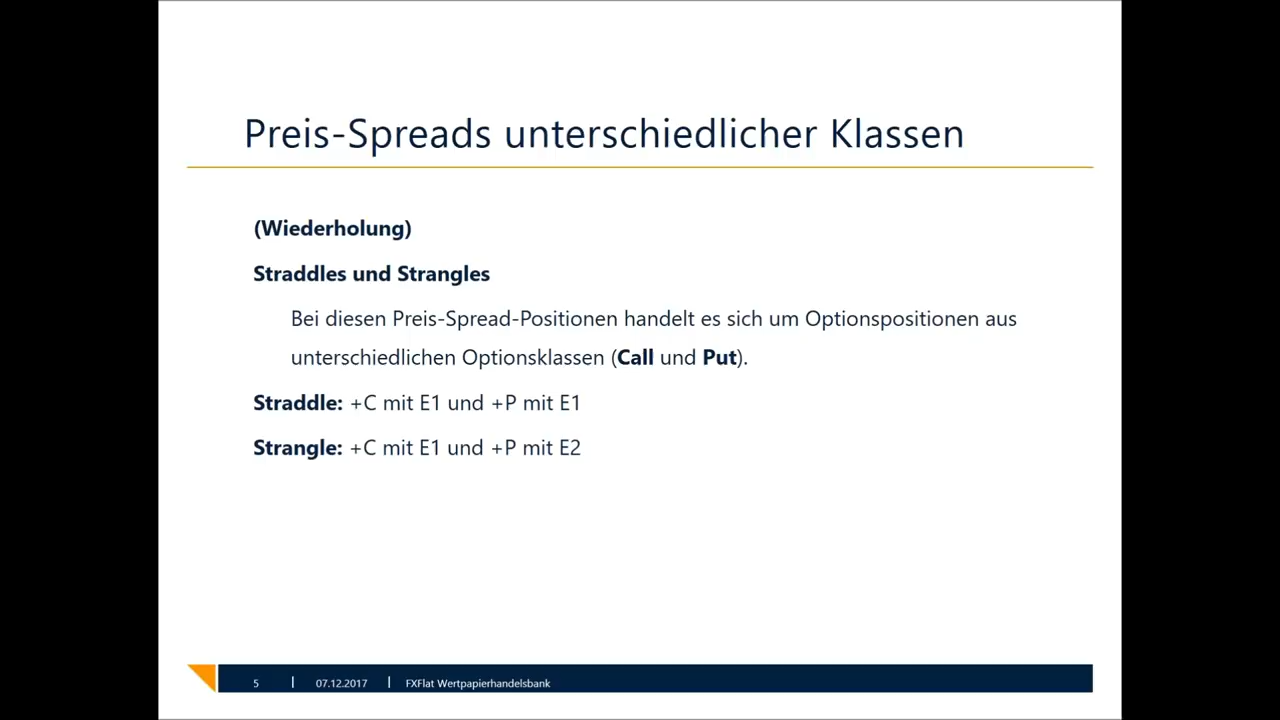 Preis-Spreads unterschiedlicher Klassen
(Wiederholung)
Straddles und Strangles
Bei diesen Preis-Spread-Positionen handelt es sich um Optionspositionen aus
unterschiedlichen Optionsklassen (Call und Put).
Straddle: +C mit E1 und +P mit E1
Strangle: +C mit E1 und +P mit E2
5 | 07.12.2017 | FXFlat Wertpapierhandelsbank